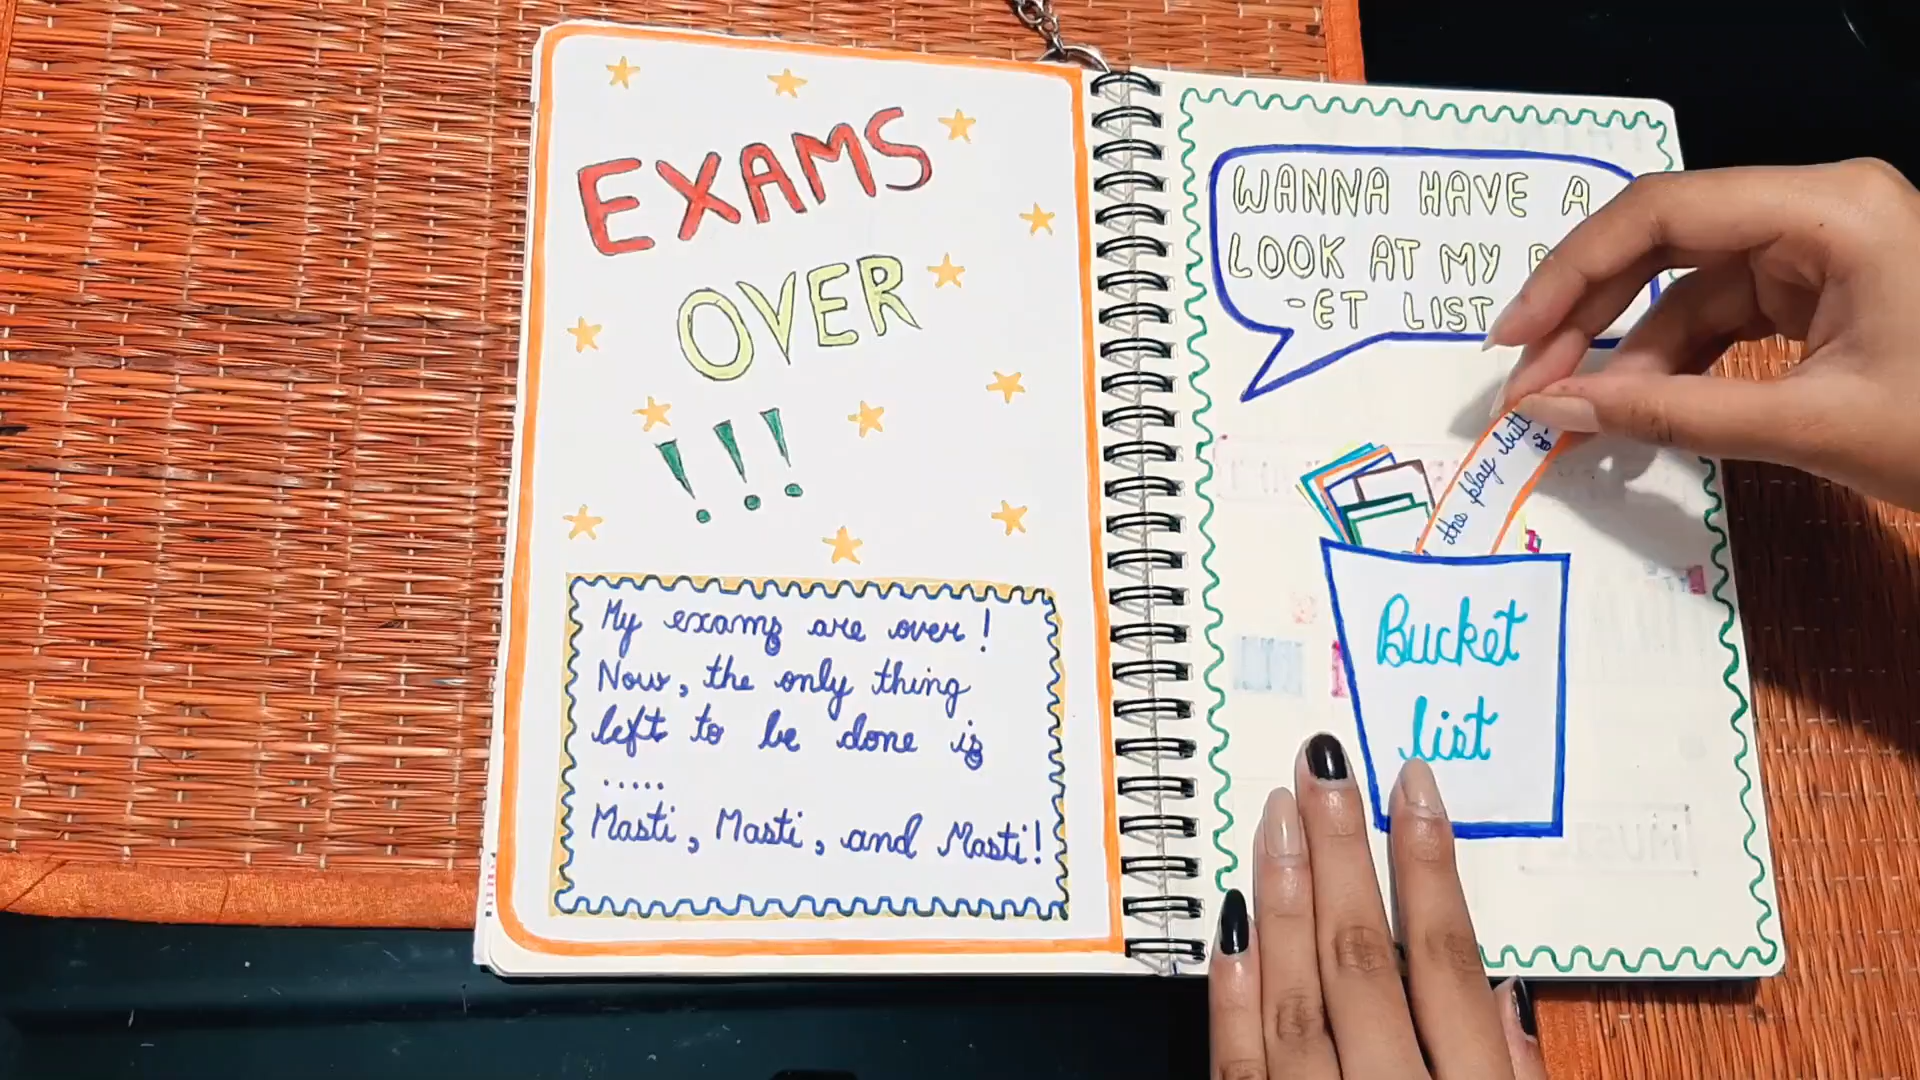 EXAMS
OVER
!!!
My exams are over!
Now, the only thing
left to be done is
.....
Masti, Masti, and Masti!
WANNA HAVE A
LOOK AT MY
-ET LIST
the play
Bucket
list